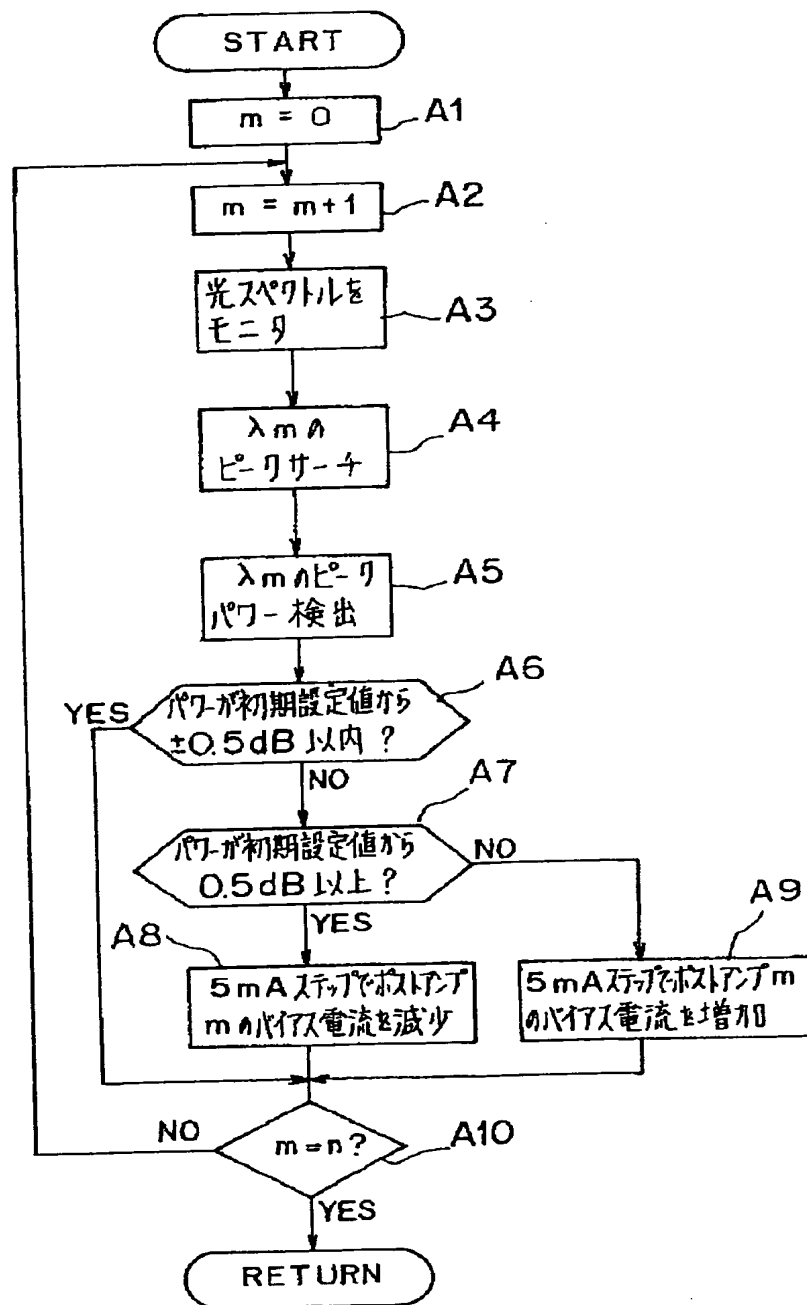 START
m = 0
A1
m = m+1
A2
光スペクトルを
モニタ
A3
λmの
ピークサーチ
A4
λmのピーク
パワー検出
A5
パワーが初期設定値から
±0.5dB 以内?
A6
YES
NO
パワーが初期設定値から
0.5dB 以上?
A7
NO
YES
5mAステップでポストアンプ
mのバイアス電流を減少
A8
5mAステップでポストアンプm
のバイアス電流を増加
A9
m=n?
A10
NO
YES
RETURN